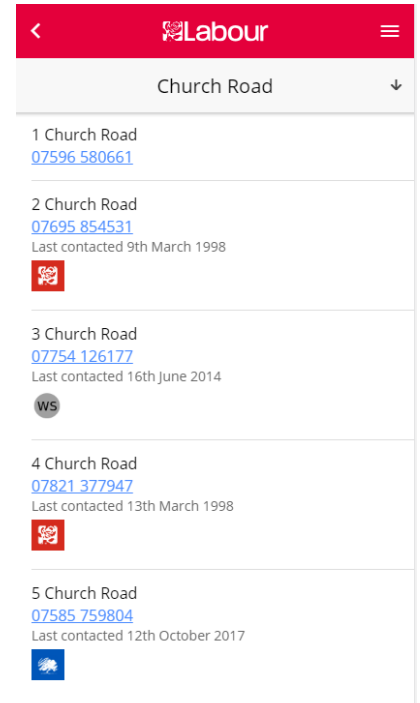 Labour
Church Road
1 Church Road
07596 580661
2 Church Road
07695 854531
Last contacted 9th March 1998
3 Church Road
07754 126177
Last contacted 16th June 2014
WS
4 Church Road
07821 377947
Last contacted 13th March 1998
5 Church Road
07585 759804
Last contacted 12th October 2017